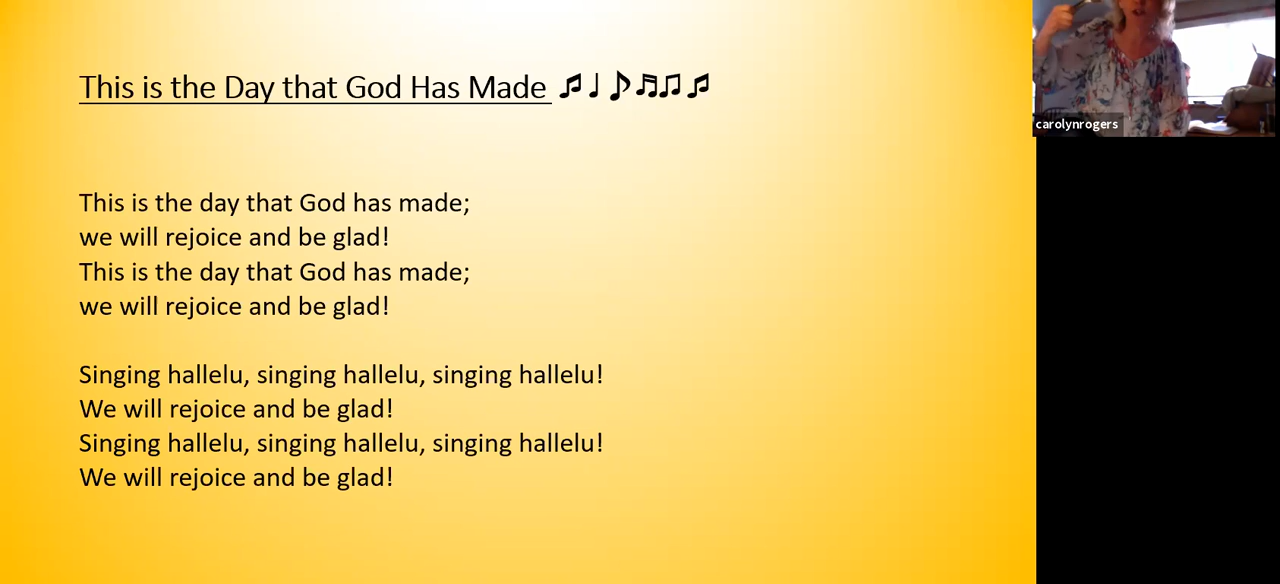 This is the Day that God Has Made ♫♩♪♬♫♫
carolynrogers
This is the day that God has made;
we will rejoice and be glad!
This is the day that God has made;
we will rejoice and be glad!
Singing hallelu, singing hallelu, singing hallelu!
We will rejoice and be glad!
Singing hallelu, singing hallelu, singing hallelu!
We will rejoice and be glad!